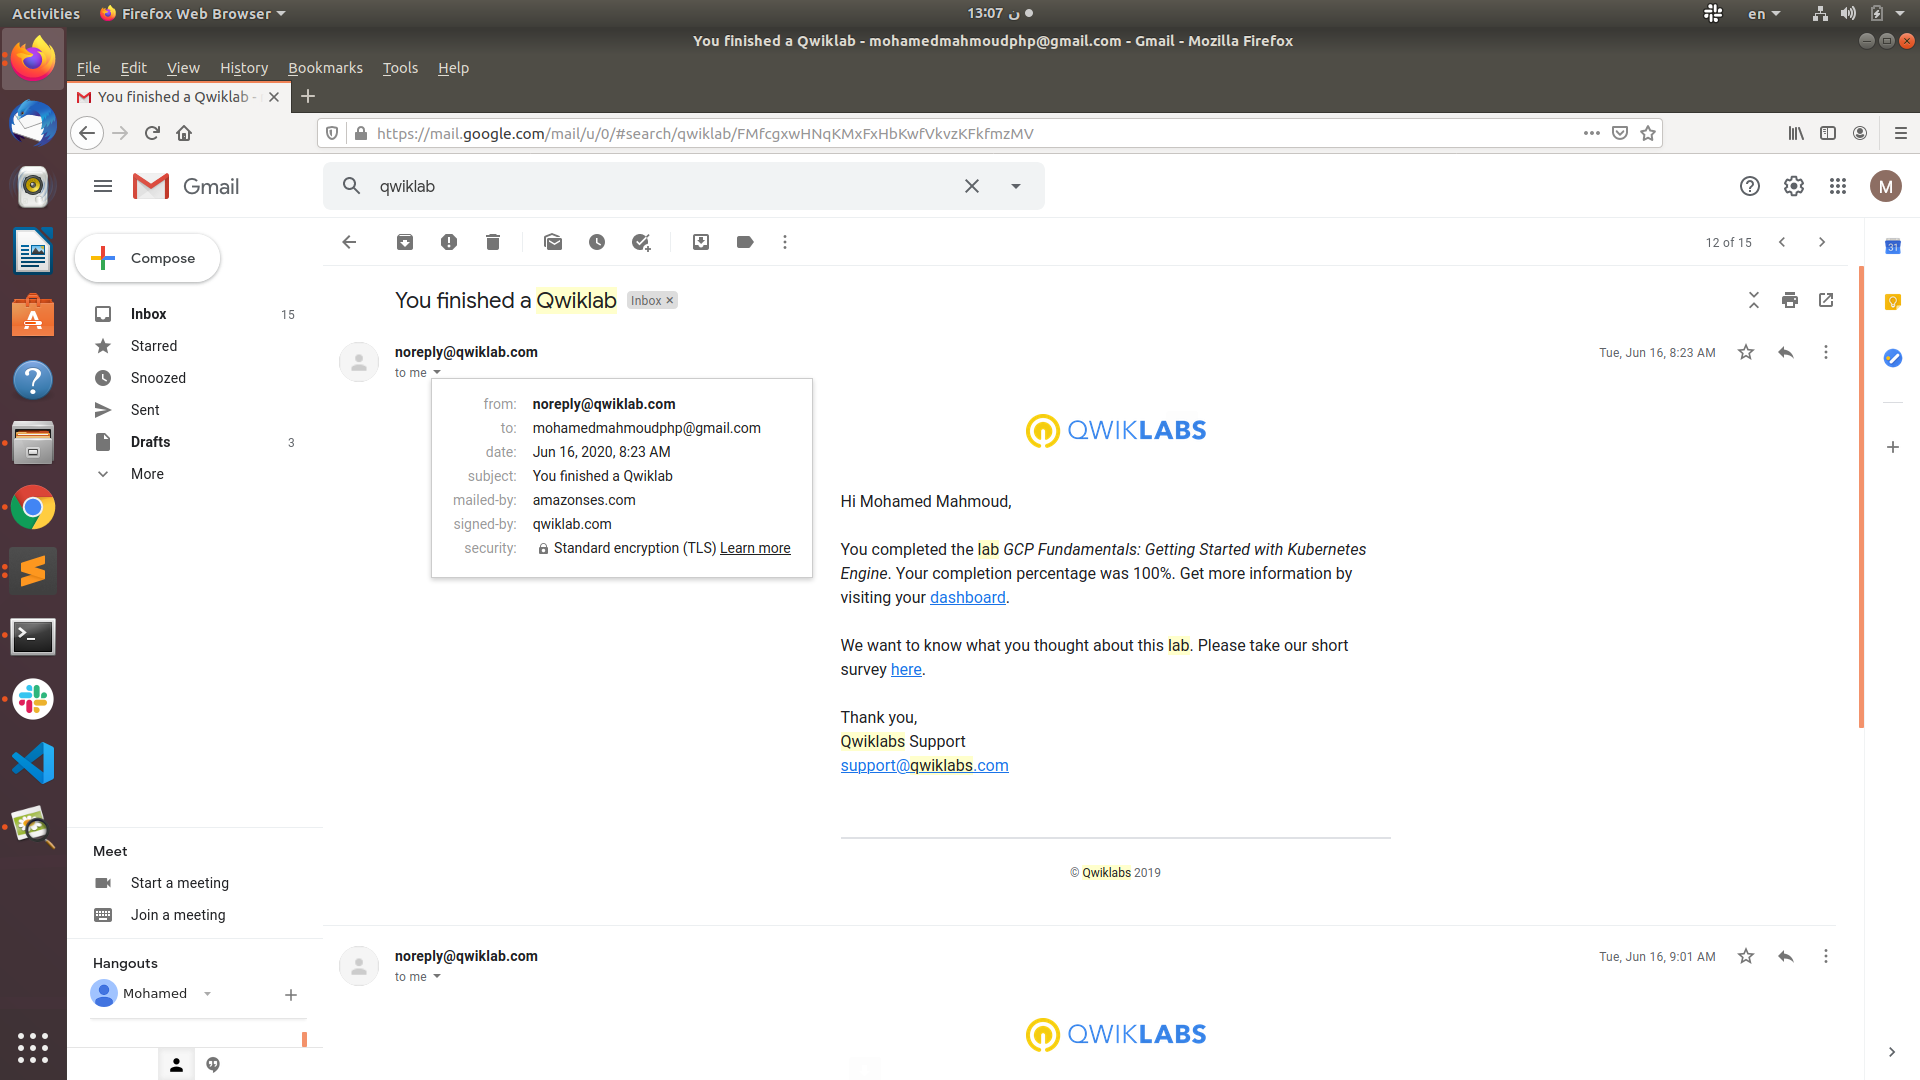 Activities
Firefox Web Browser
13:07 ن
en
You finished a Qwiklab - mohamedmahmoudphp@gmail.com - Gmail - Mozilla Firefox
File Edit View History Bookmarks Tools Help
You finished a Qwiklab -
https://mail.google.com/mail/u/0/#search/qwiklab/FMfcgxwHNqKMxFxHbKwfVkvzKFkfmzMV
Gmail
qwiklab
M
Compose
12 of 15
Inbox 15
Starred
Snoozed
Sent
Drafts 3
More
You finished a Qwiklab Inbox
noreply@qwiklab.com
Tue, Jun 16, 8:23 AM
to me
from: noreply@qwiklab.com
to: mohamedmahmoudphp@gmail.com
date: Jun 16, 2020, 8:23 AM
subject: You finished a Qwiklab
mailed-by: amazonses.com
signed-by: qwiklab.com
security: Standard encryption (TLS) Learn more
QWIKLABS
Hi Mohamed Mahmoud,
You completed the lab GCP Fundamentals: Getting Started with Kubernetes
Engine. Your completion percentage was 100%. Get more information by
visiting your dashboard.
We want to know what you thought about this lab. Please take our short
survey here.
Thank you,
Qwiklabs Support
support@qwiklabs.com
© Qwiklabs 2019
Meet
Start a meeting
Join a meeting
Hangouts
Mohamed
noreply@qwiklab.com
Tue, Jun 16, 9:01 AM
to me
QWIKLABS
31